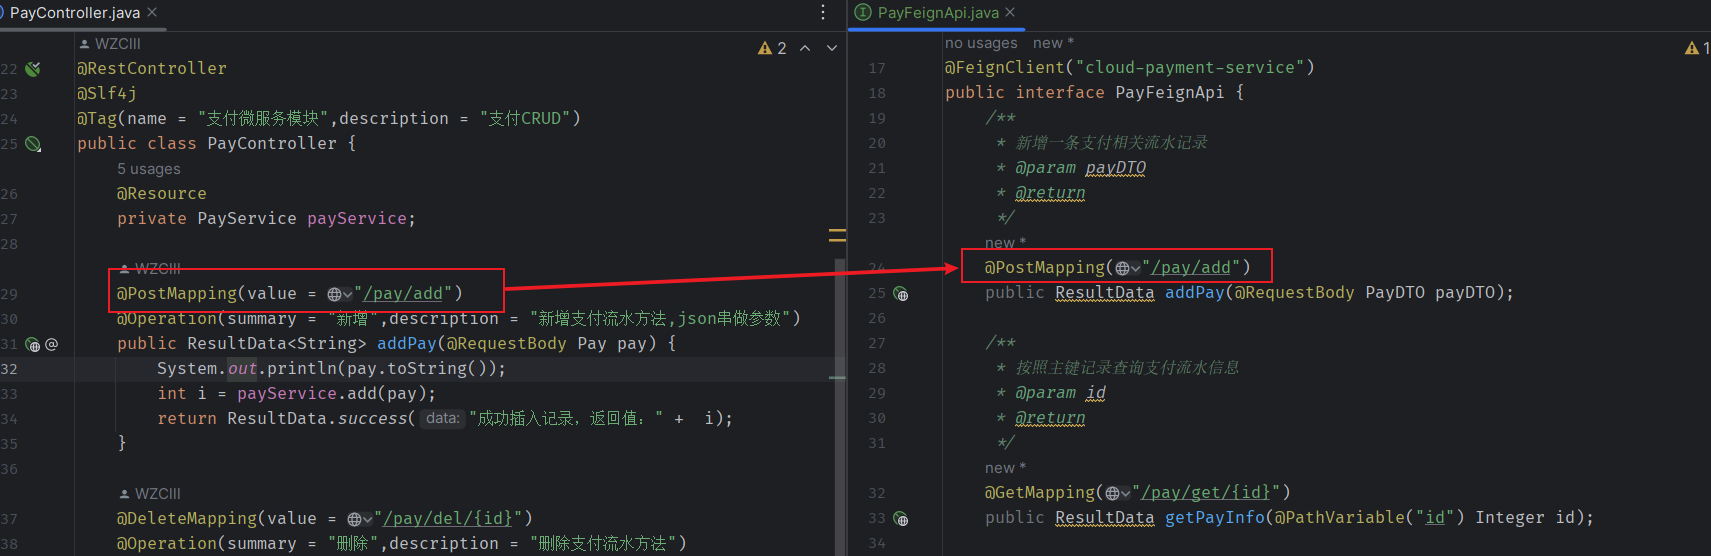 PayController.java
WZCIII
2
22 @RestController
23 @Slf4j
24 @Tag(name = "支付微服务模块",description = "支付CRUD")
25 public class PayController {
5 usages
26 @Resource
27 private PayService payService;
28
WZCIII
29 @PostMapping(value = "/pay/add")
30 @Operation(summary = "新增",description = "新增支付流水方法,json串做参数")
31 public ResultData<String> addPay(@RequestBody Pay pay) {
32 System.out.println(pay.toString());
33 int i = payService.add(pay);
34 return ResultData.success( data: "成功插入记录，返回值：" + i);
35 }
36
WZCIII
37 @DeleteMapping(value = "/pay/del/{id}")
38 @Operation(summary = "删除",description = "删除支付流水方法")
PayFeignApi.java
no usages new *
1
17 @FeignClient("cloud-payment-service")
18 public interface PayFeignApi {
19 /**
20 * 新增一条支付相关流水记录
21 * @param payDTO
22 * @return
23 */
new *
24 @PostMapping("/pay/add")
25 public ResultData addPay(@RequestBody PayDTO payDTO);
26
27 /**
28 * 按照主键记录查询支付流水信息
29 * @param id
30 * @return
31 */
new *
32 @GetMapping("/pay/get/{id}")
33 public ResultData getPayInfo(@PathVariable("id") Integer id);
34